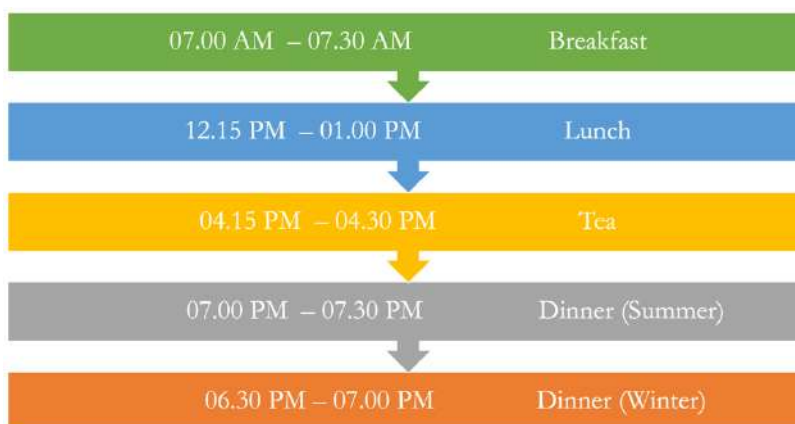 07.00 AM – 07.30 AM Breakfast
12.15 PM – 01.00 PM Lunch
04.15 PM – 04.30 PM Tea
07.00 PM – 07.30 PM Dinner (Summer)
06.30 PM – 07.00 PM Dinner (Winter)